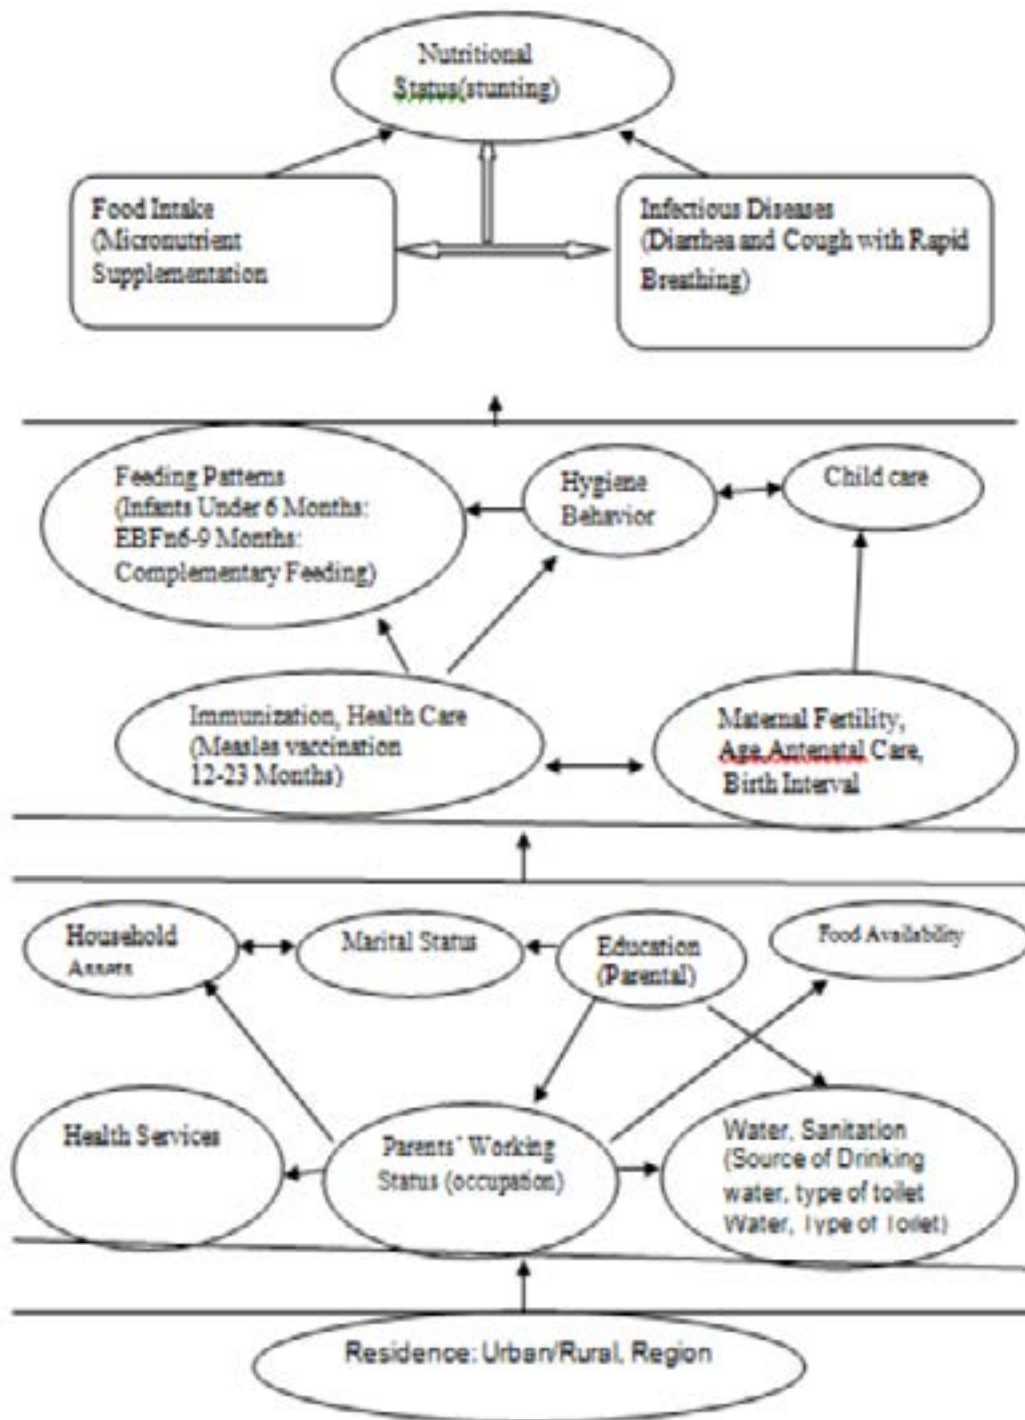 Nutritional
Status(stunting)
Food Intake
(Micronutrient
Supplementation
Infectious Diseases
(Diarrhea and Cough with Rapid
Breathing)
Feeding Patterns
(Infants Under 6 Months:
EBFn6-9 Months:
Complementary Feeding)
Hygiene
Behavior
Child care
Immunization, Health Care
(Measles vaccination
12-23 Months)
Maternal Fertility,
Age,Antenatal Care,
Birth Interval
Household
Assets
Marital Status
Education
(Parental)
Food Availability
Health Services
Parents' Working
Status (occupation)
Water, Sanitation
(Source of Drinking
water, type of toilet
Water, Type of Toilet)
Residence: Urban/Rural, Region